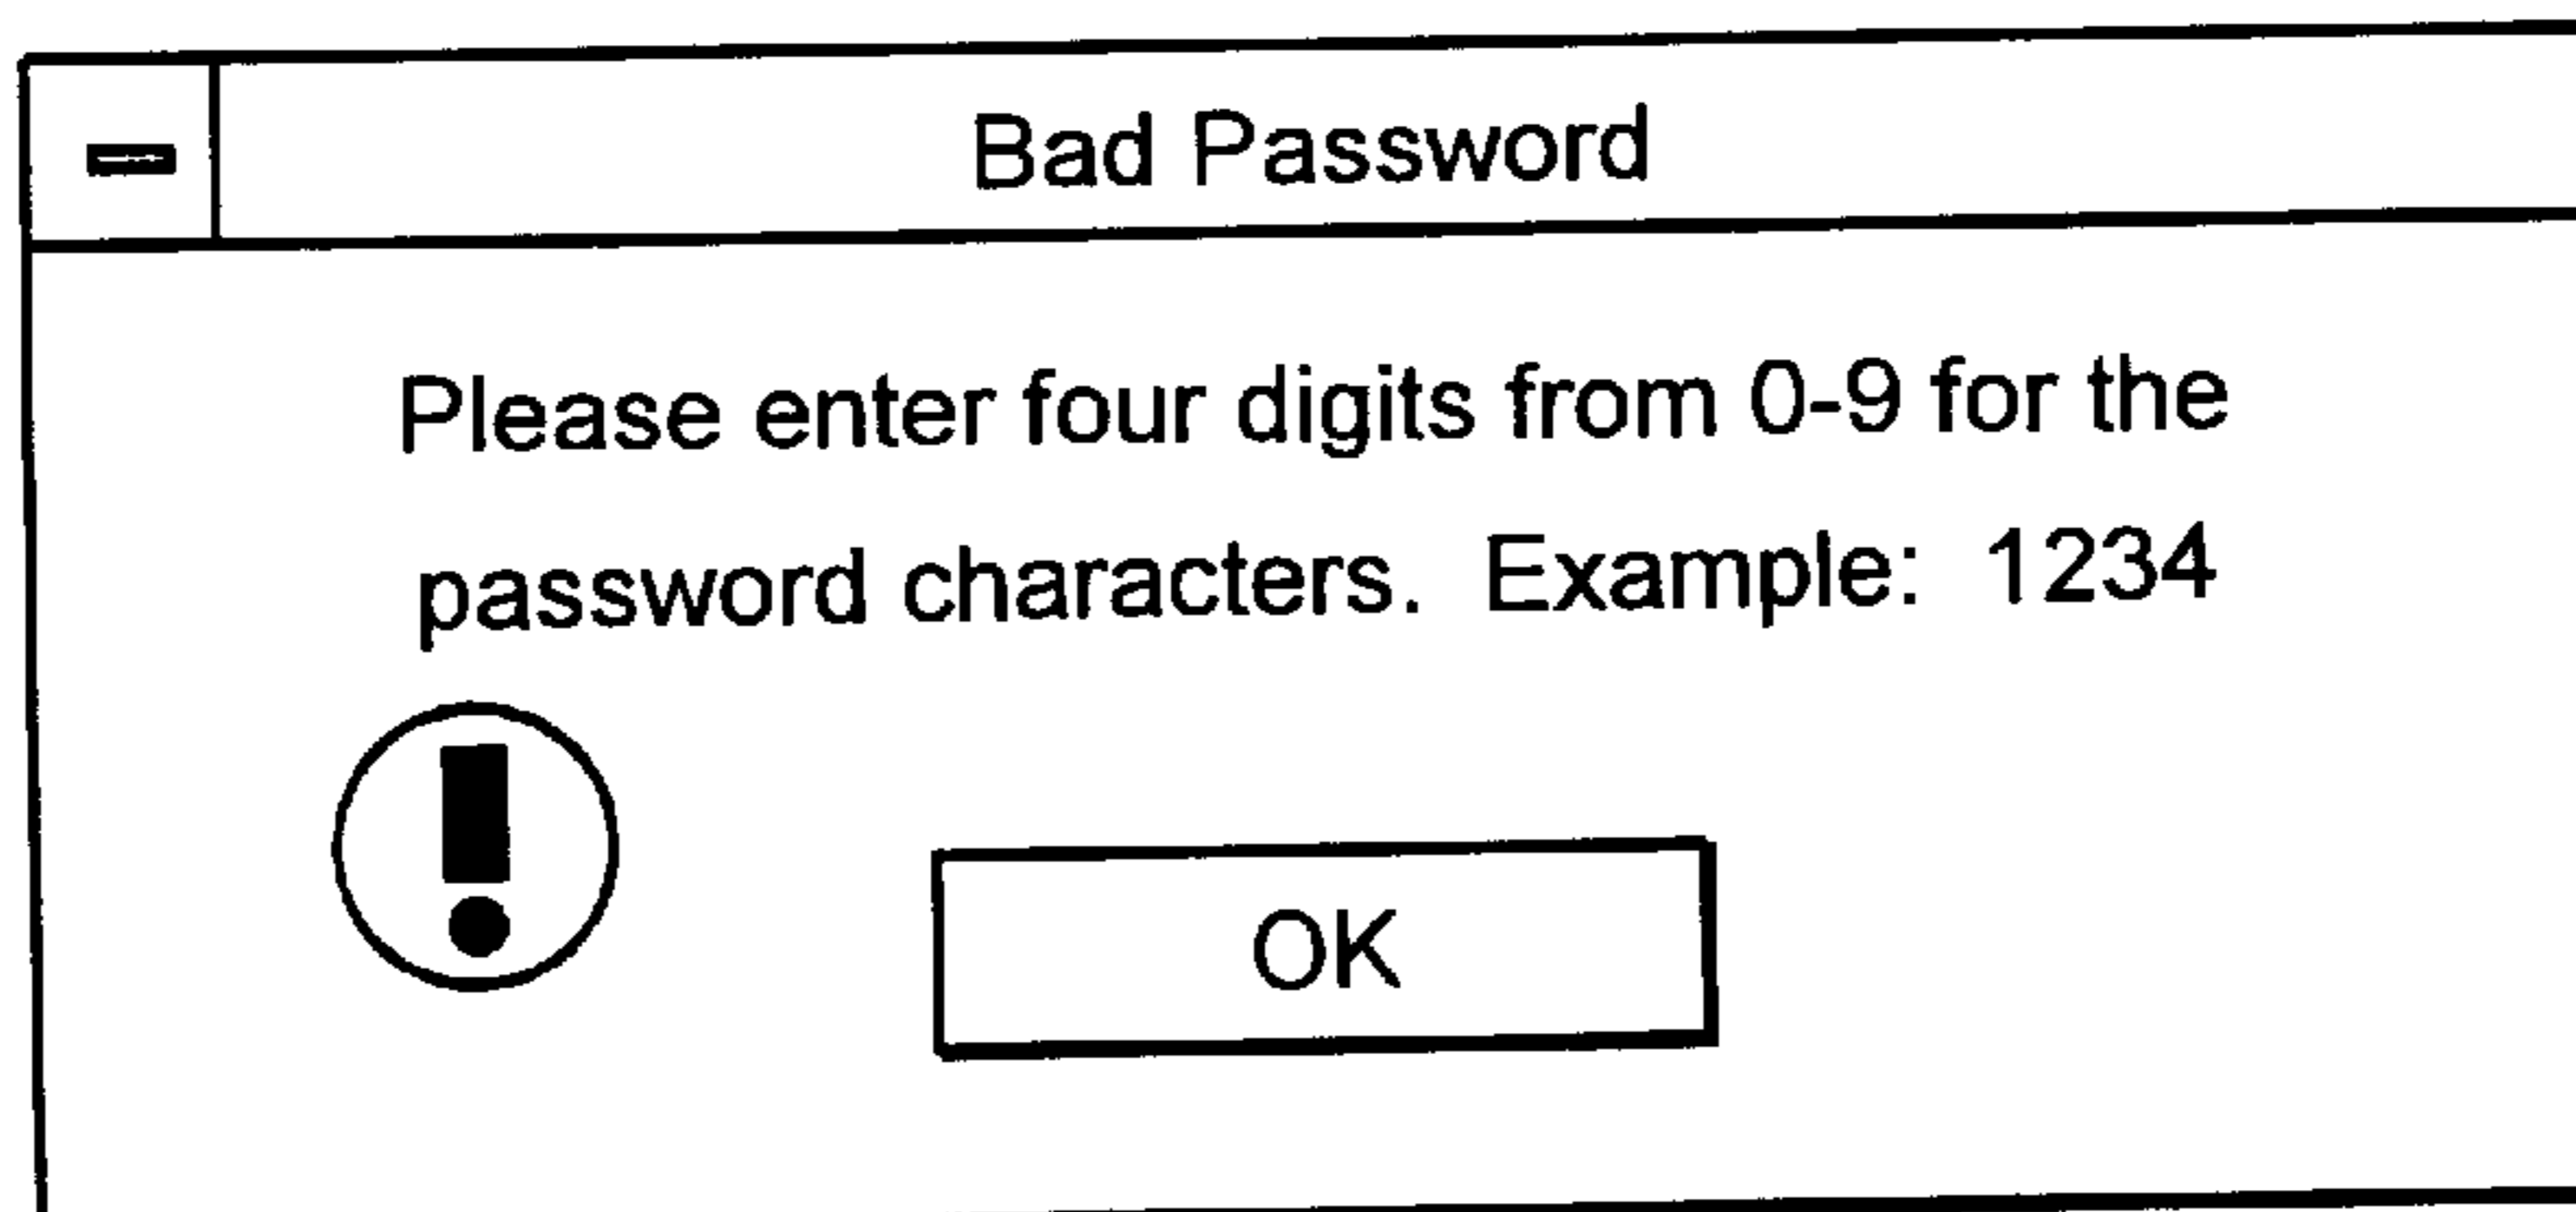 Bad Password
Please enter four digits from 0-9 for the
password characters.  Example:  1234
OK